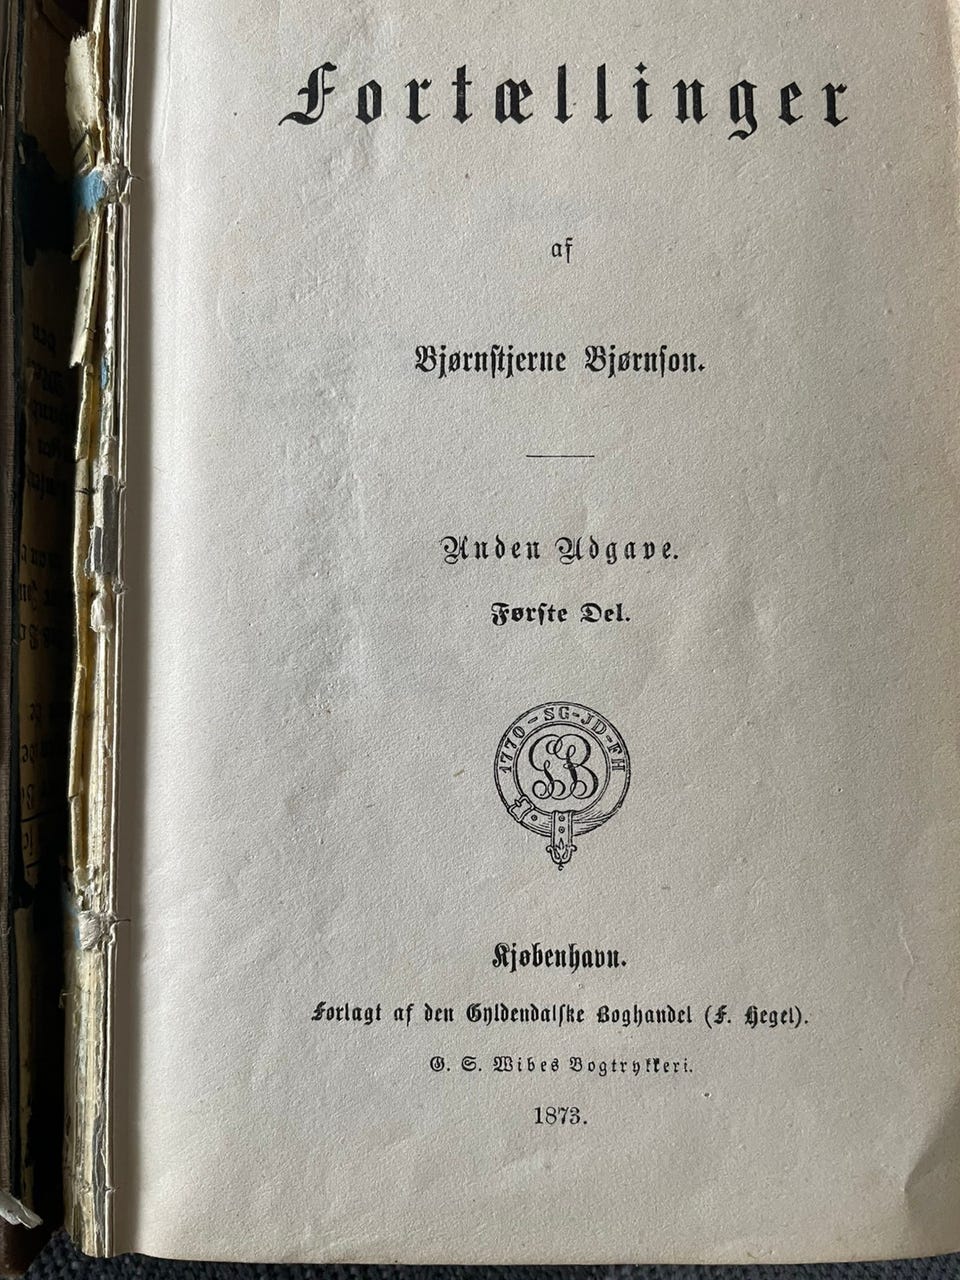 Fortællinger
af
Bjørnstjerne Bjørnson.
Anden Udgave.
Første Del.
1770-SG-JD-FH
GB
Kjøbenhavn.
Forlagt af den Gyldendalske Boghandel (F. Hegel).
G. S. Wibes Bogtrykkeri.
1873.